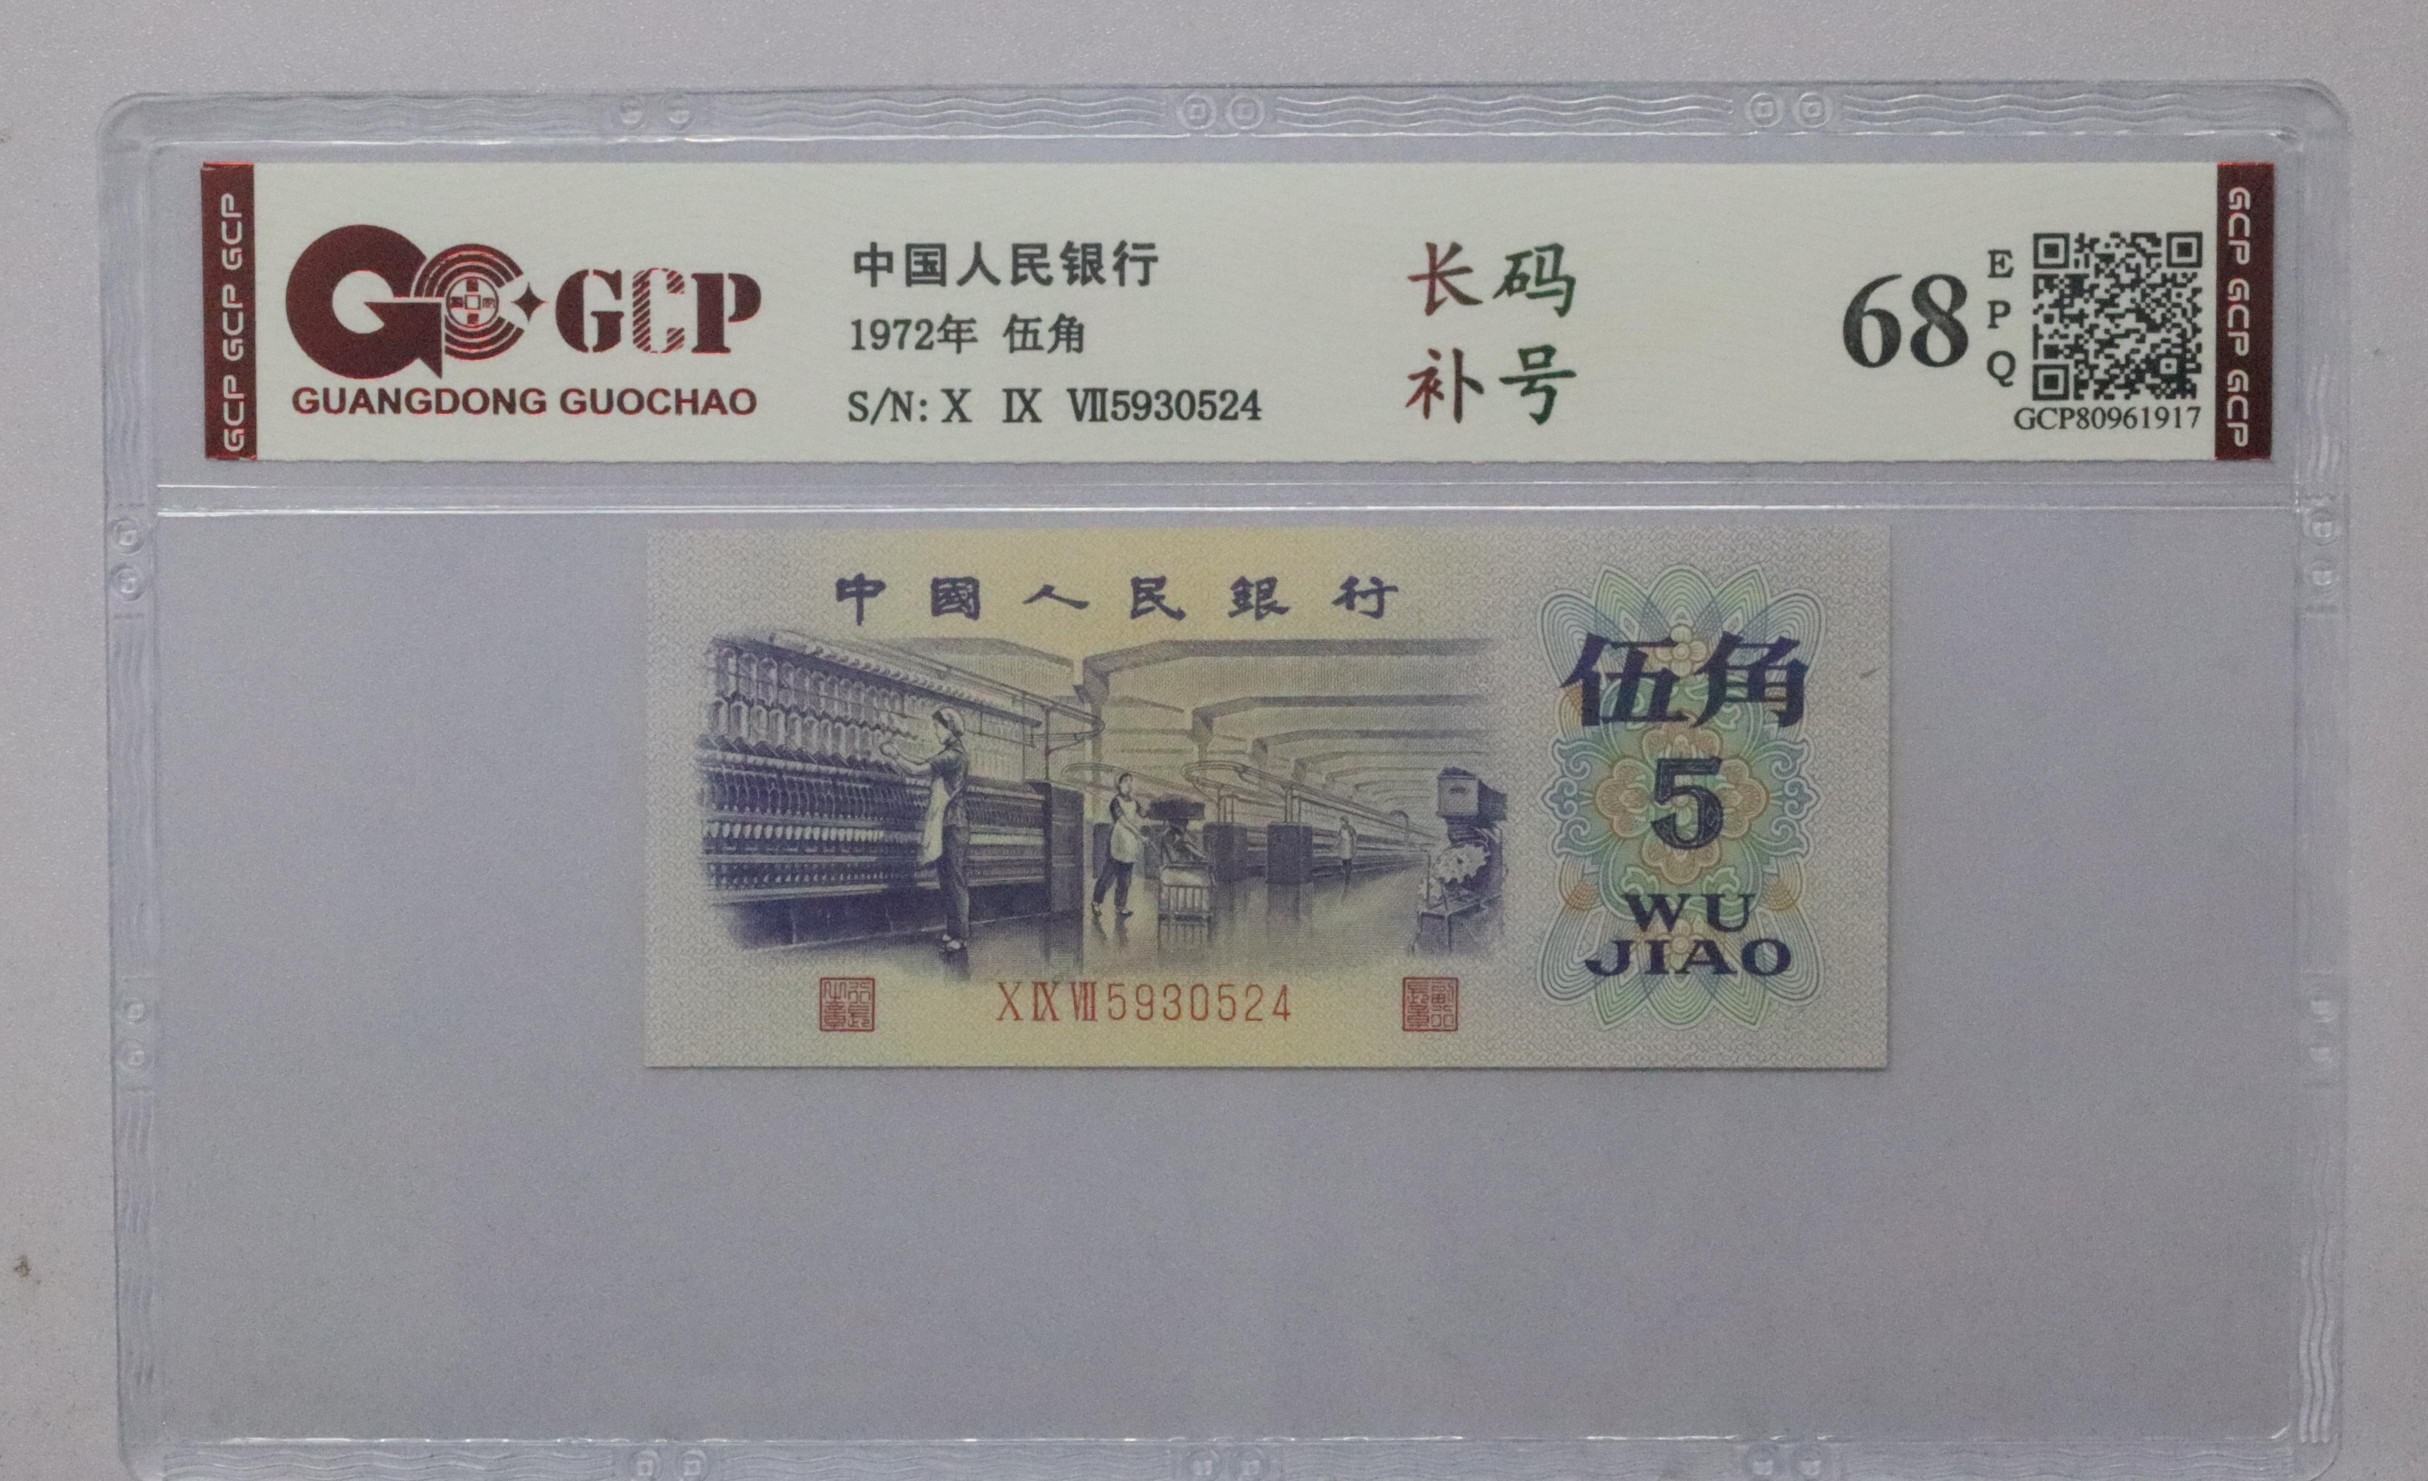 GCP GCP GCP
GCP
GUANGDONG GUOCHAO
中国人民银行
1972年 伍角
S/N: X Ⅸ Ⅶ5930524
长码
补号
68
EPQ
GCP80961917
GCP GCP GCP
中國人民銀行
伍角
5
WU
JIAO
X Ⅸ Ⅶ 5930524